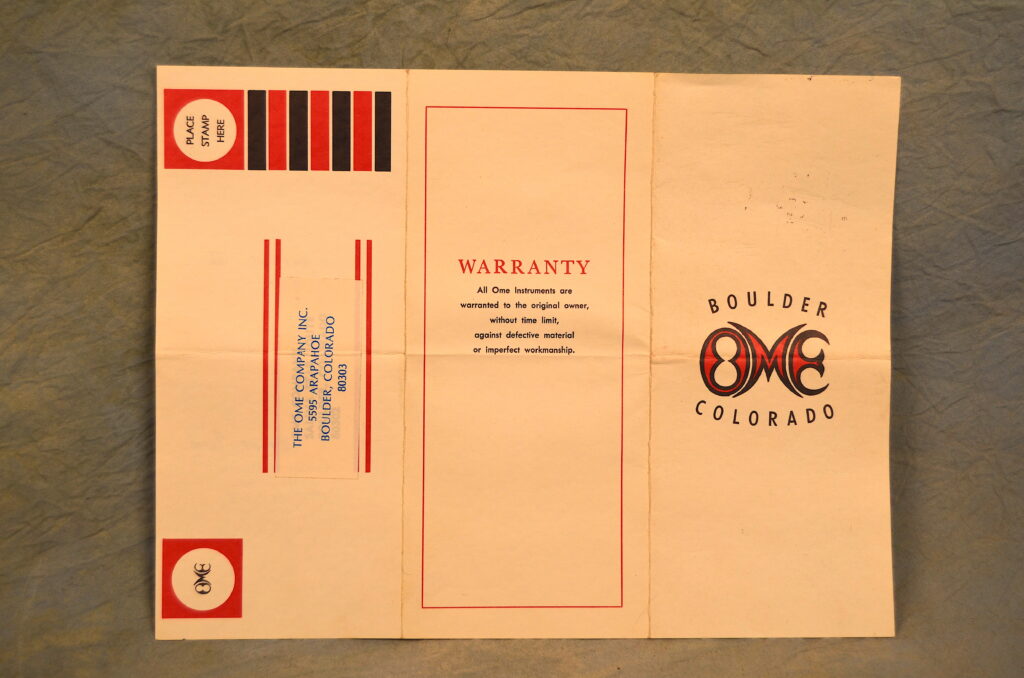 PLACE
STAMP
HERE
THE OME COMPANY INC.
5595 ARAPAHOE
BOULDER, COLORADO
80303
OME
WARRANTY
All Ome Instruments are
warranted to the original owner,
without time limit,
against defective material
or imperfect workmanship.
BOULDER
OME
COLORADO